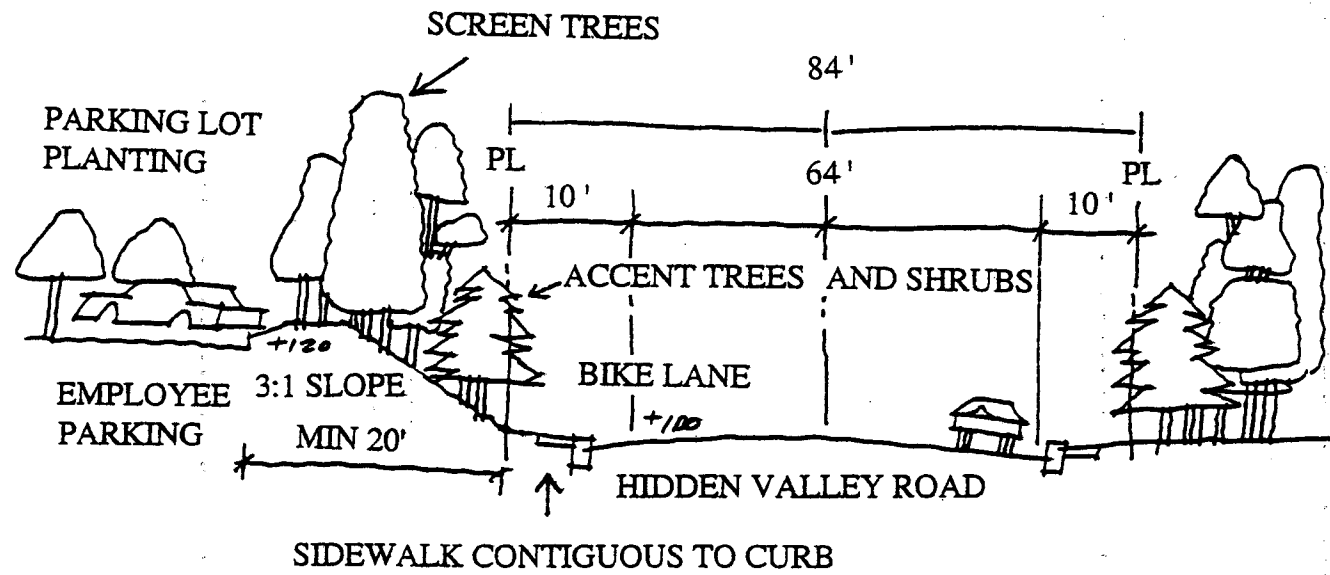 SCREEN TREES
84'
PARKING LOT
PLANTING
PL
64'
PL
10'
10'
ACCENT TREES AND SHRUBS
+120
EMPLOYEE
PARKING
3:1 SLOPE
MIN 20'
BIKE LANE
+100
HIDDEN VALLEY ROAD
SIDEWALK CONTIGUOUS TO CURB